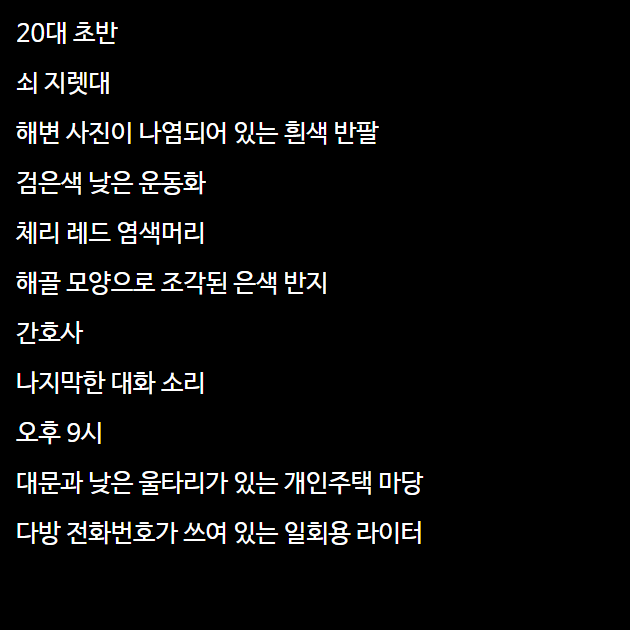 20대 초반
쇠 지렛대
해변 사진이 나염되어 있는 흰색 반팔
검은색 낮은 운동화
체리 레드 염색머리
해골 모양으로 조각된 은색 반지
간호사
나지막한 대화 소리
오후 9시
대문과 낮은 울타리가 있는 개인주택 마당
다방 전화번호가 쓰여 있는 일회용 라이터